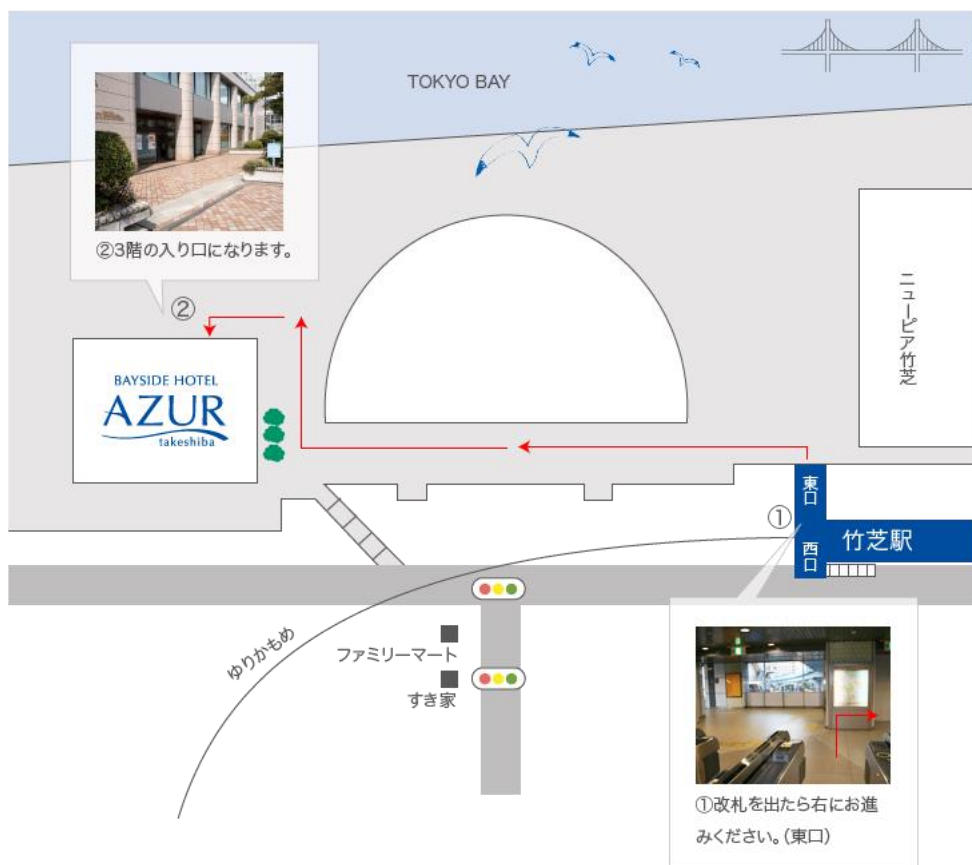 TOKYO BAY
②3階の入り口になります。
②
BAYSIDE HOTEL
AZUR
takeshiba
ニューピア竹芝
東口
①
西口
竹芝駅
ゆりかもめ
ファミリーマート
すき家
①改札を出たら右にお進
みください。(東口)